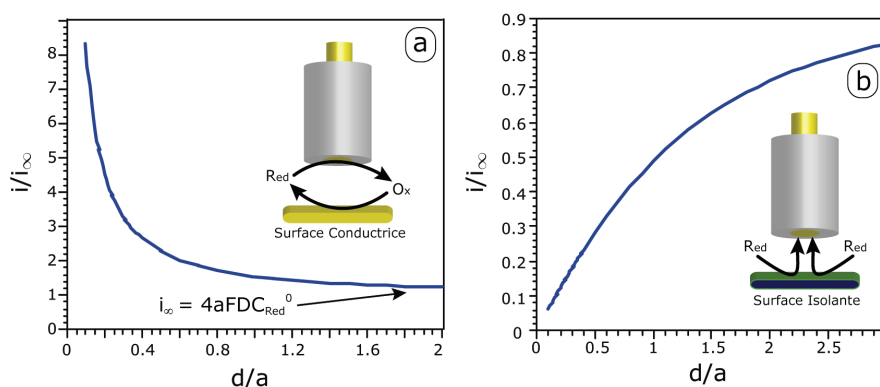 a
i/i∞
8
7
6
5
4
3
2
1
0
0
0.4
0.8
1.2
1.6
2
d/a
Red
Ox
Surface Conductrice
i∞ = 4aFDCRed⁰
b
i/i∞
0.9
0.8
0.7
0.6
0.5
0.4
0.3
0.2
0.1
0
0
0.5
1
1.5
2
2.5
d/a
Red Red
Surface Isolante